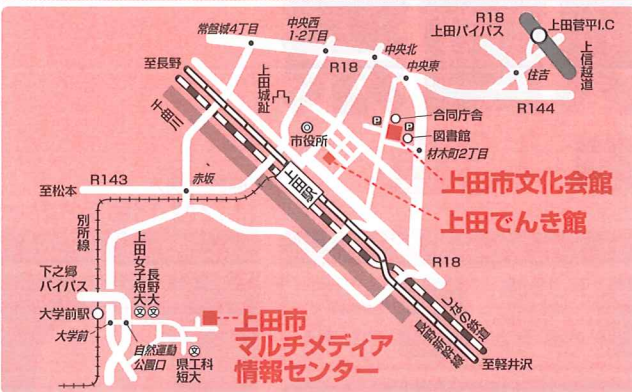 常盤城4丁目
中央西
1-2丁目
R18
中央北
中央東
R18
上田バイパス
上田菅平I.C
上信越道
住吉
R144
至長野
千曲川
上田城趾
市役所
P
P
合同庁舎
図書館
材木町2丁目
上田市文化会館
上田でんき館
上田駅
R143
至松本
赤坂
別所線
下之郷
バイパス
大学前駅
大学前
上田女子短大
長野大
文
文
自然運動
公園口
文
県工科
短大
上田市
マルチメディア
情報センター
R18
しなの鉄道
長野新幹線
至軽井沢